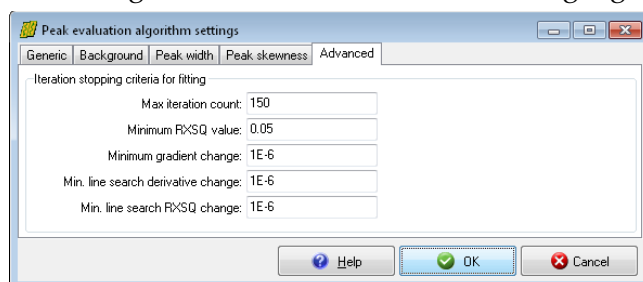 Peak evaluation algorithm settings
Generic Background Peak width Peak skewness Advanced
Iteration stopping criteria for fitting
Max iteration count: 150
Minimum RXSQ value: 0.05
Minimum gradient change: 1E-6
Min. line search derivative change: 1E-6
Min. line search RXSQ change: 1E-6
Help OK Cancel